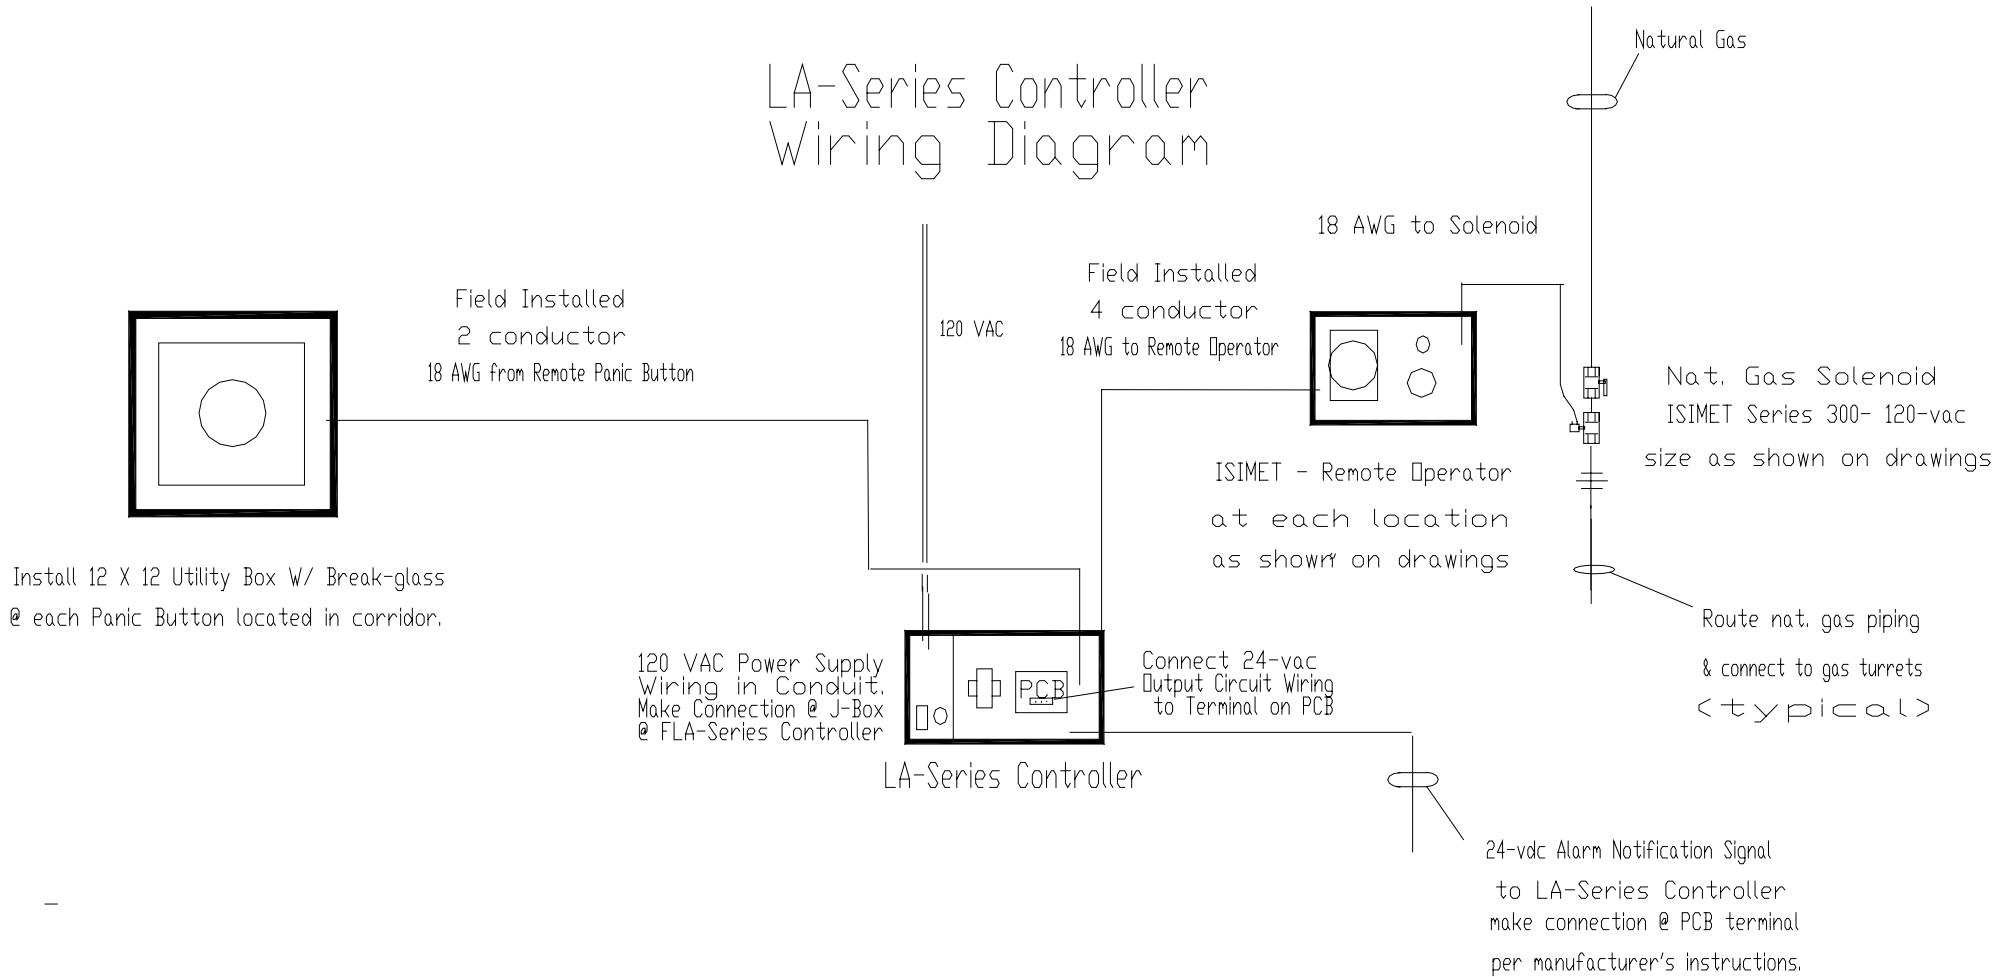 LA-Series Controller
Wiring Diagram
Natural Gas
18 AWG to Solenoid
Field Installed
2 conductor
18 AWG from Remote Panic Button
120 VAC
Field Installed
4 conductor
18 AWG to Remote Operator
Nat. Gas Solenoid
ISIMET Series 300- 120-vac
size as shown on drawings
ISIMET - Remote Operator
at each location
as shown on drawings
Install 12 X 12 Utility Box W/ Break-glass
@ each Panic Button located in corridor.
Route nat. gas piping
& connect to gas turrets
<typical>
120 VAC Power Supply
Wiring in Conduit.
Make Connection @ J-Box
@ FLA-Series Controller
PCB
Connect 24-vac
Output Circuit Wiring
to Terminal on PCB
LA-Series Controller
24-vdc Alarm Notification Signal
to LA-Series Controller
make connection @ PCB terminal
per manufacturer's instructions.